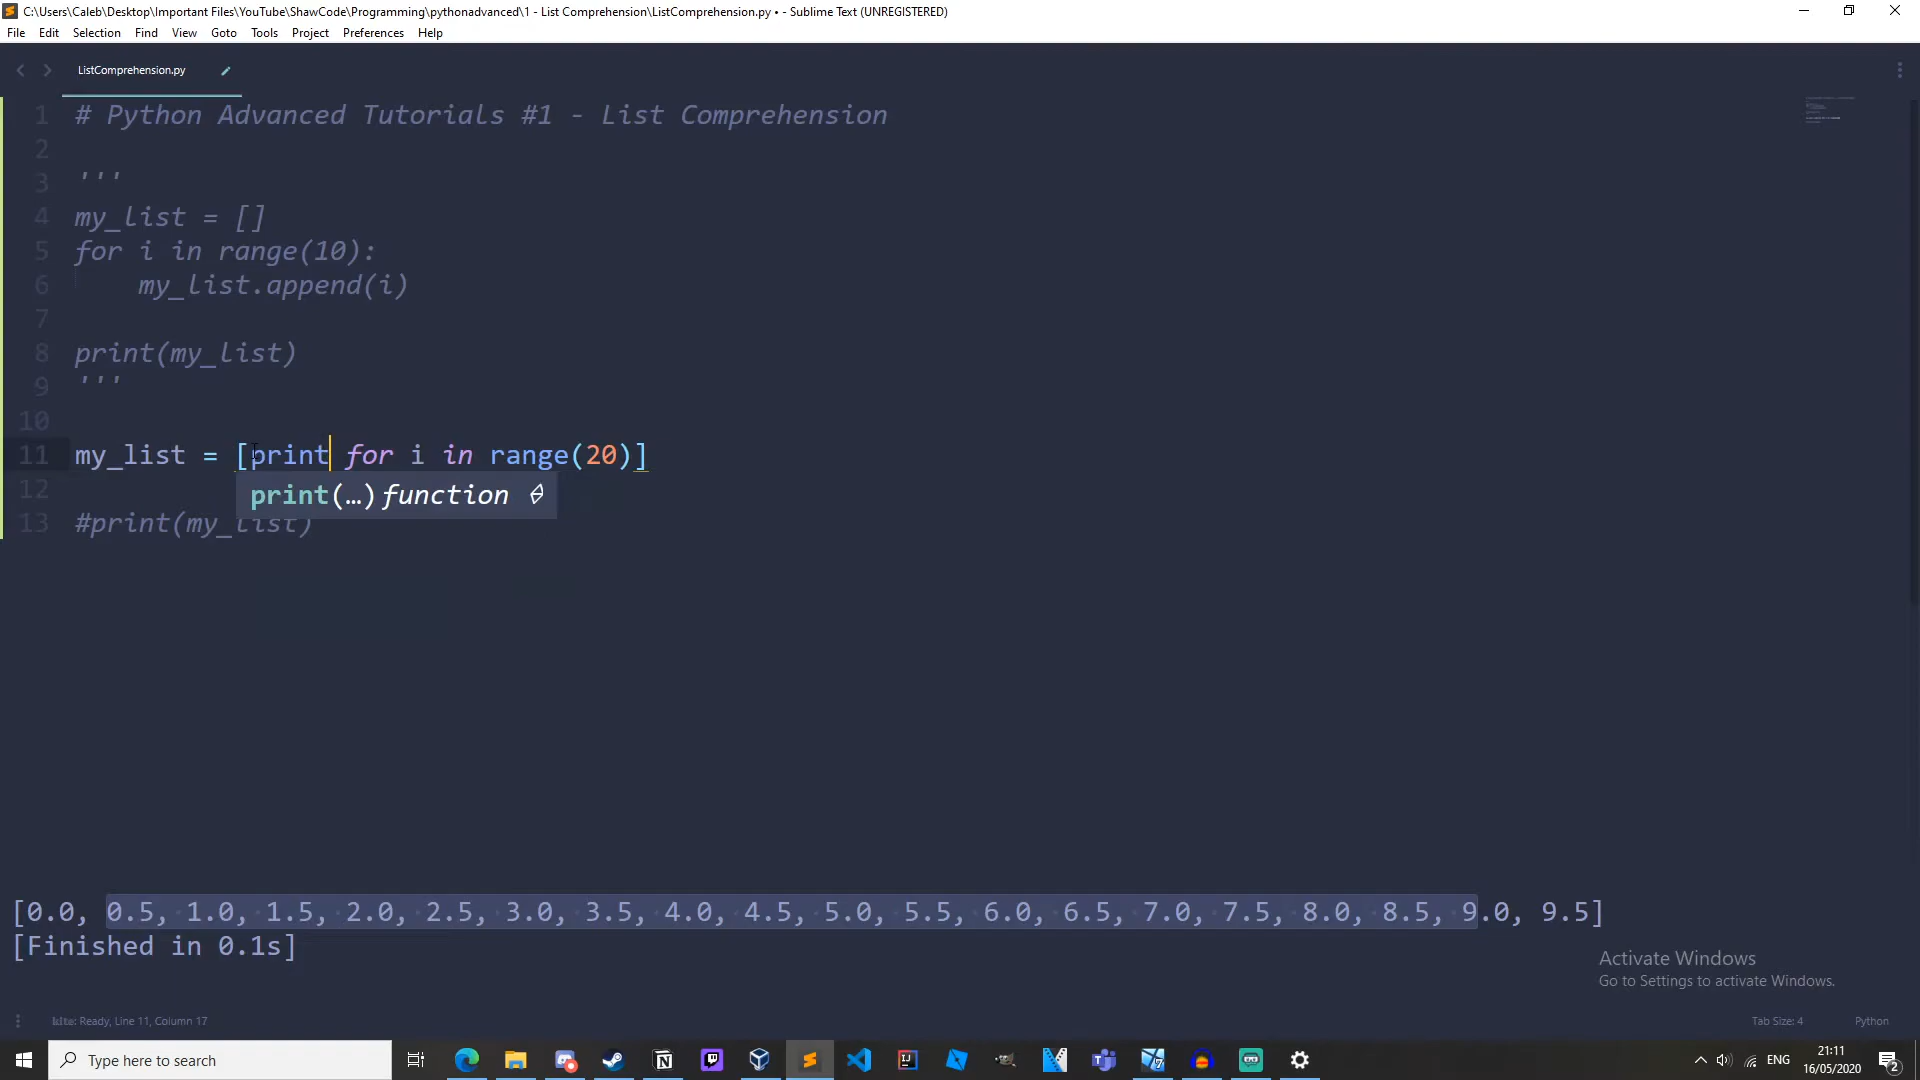 C:\Users\Caleb\Desktop\Important Files\YouTube\ShawCode\Programming\pythonadvanced\1 - List Comprehension\ListComprehension.py • - Sublime Text (UNREGISTERED)
File Edit Selection Find View Goto Tools Project Preferences Help
ListComprehension.py
1 # Python Advanced Tutorials #1 - List Comprehension
2
3 '''
4 my_list = []
5 for i in range(10):
6     my_list.append(i)
7
8 print(my_list)
9 '''
10
11 my_list = [print for i in range(20)]
print(…) function
12
13 #print(my_list)
[0.0, 0.5, 1.0, 1.5, 2.0, 2.5, 3.0, 3.5, 4.0, 4.5, 5.0, 5.5, 6.0, 6.5, 7.0, 7.5, 8.0, 8.5, 9.0, 9.5]
[Finished in 0.1s]
Activate Windows
Go to Settings to activate Windows.
Ready, Line 11, Column 17 Tab Size: 4 Python
Type here to search ENG 21:11
16/05/2020 2